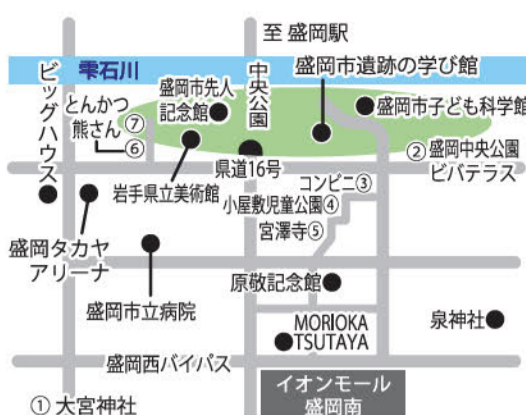 至 盛岡駅
雫石川
ビッグハウス
中央公園
盛岡市先人
記念館
盛岡市遺跡の学び館
盛岡市子ども科学館
とんかつ
熊さん
⑦
⑥
② 盛岡中央公園
ビバテラス
岩手県立美術館
県道16号
コンビニ③
小屋敷児童公園④
宮澤寺⑤
盛岡タカヤ
アリーナ
盛岡市立病院
原敬記念館
MORIOKA
TSUTAYA
泉神社
盛岡西バイパス
イオンモール
盛岡南
① 大宮神社